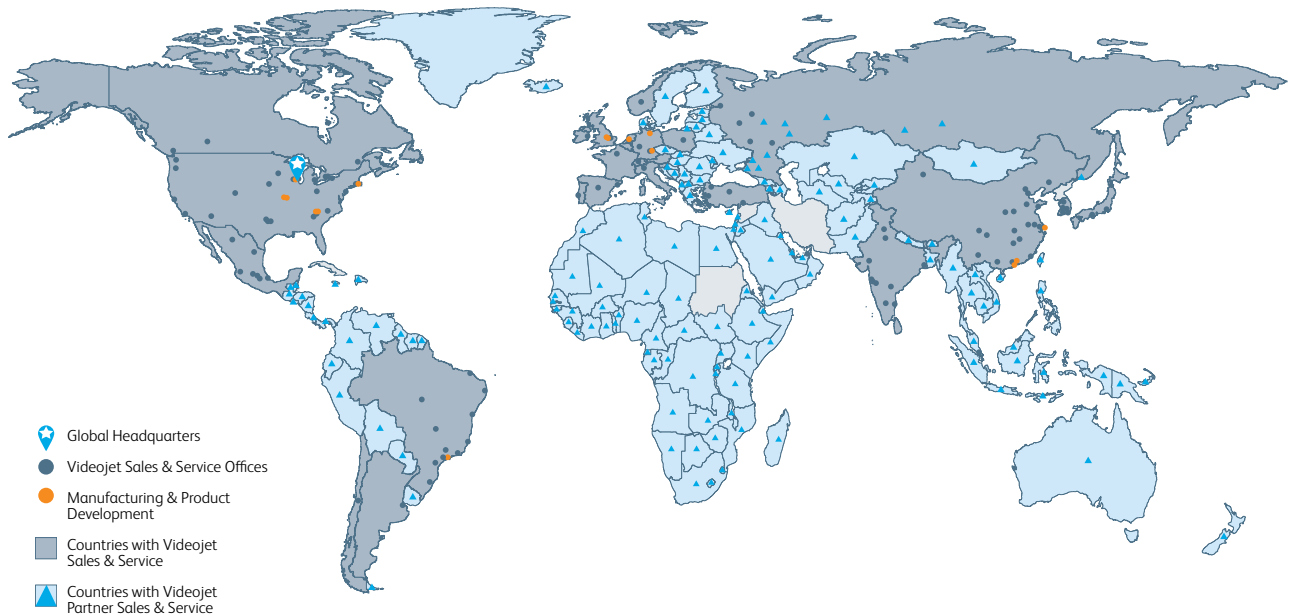 Global Headquarters
Videojet Sales & Service Offices
Manufacturing & Product
Development
Countries with Videojet
Sales & Service
Countries with Videojet
Partner Sales & Service